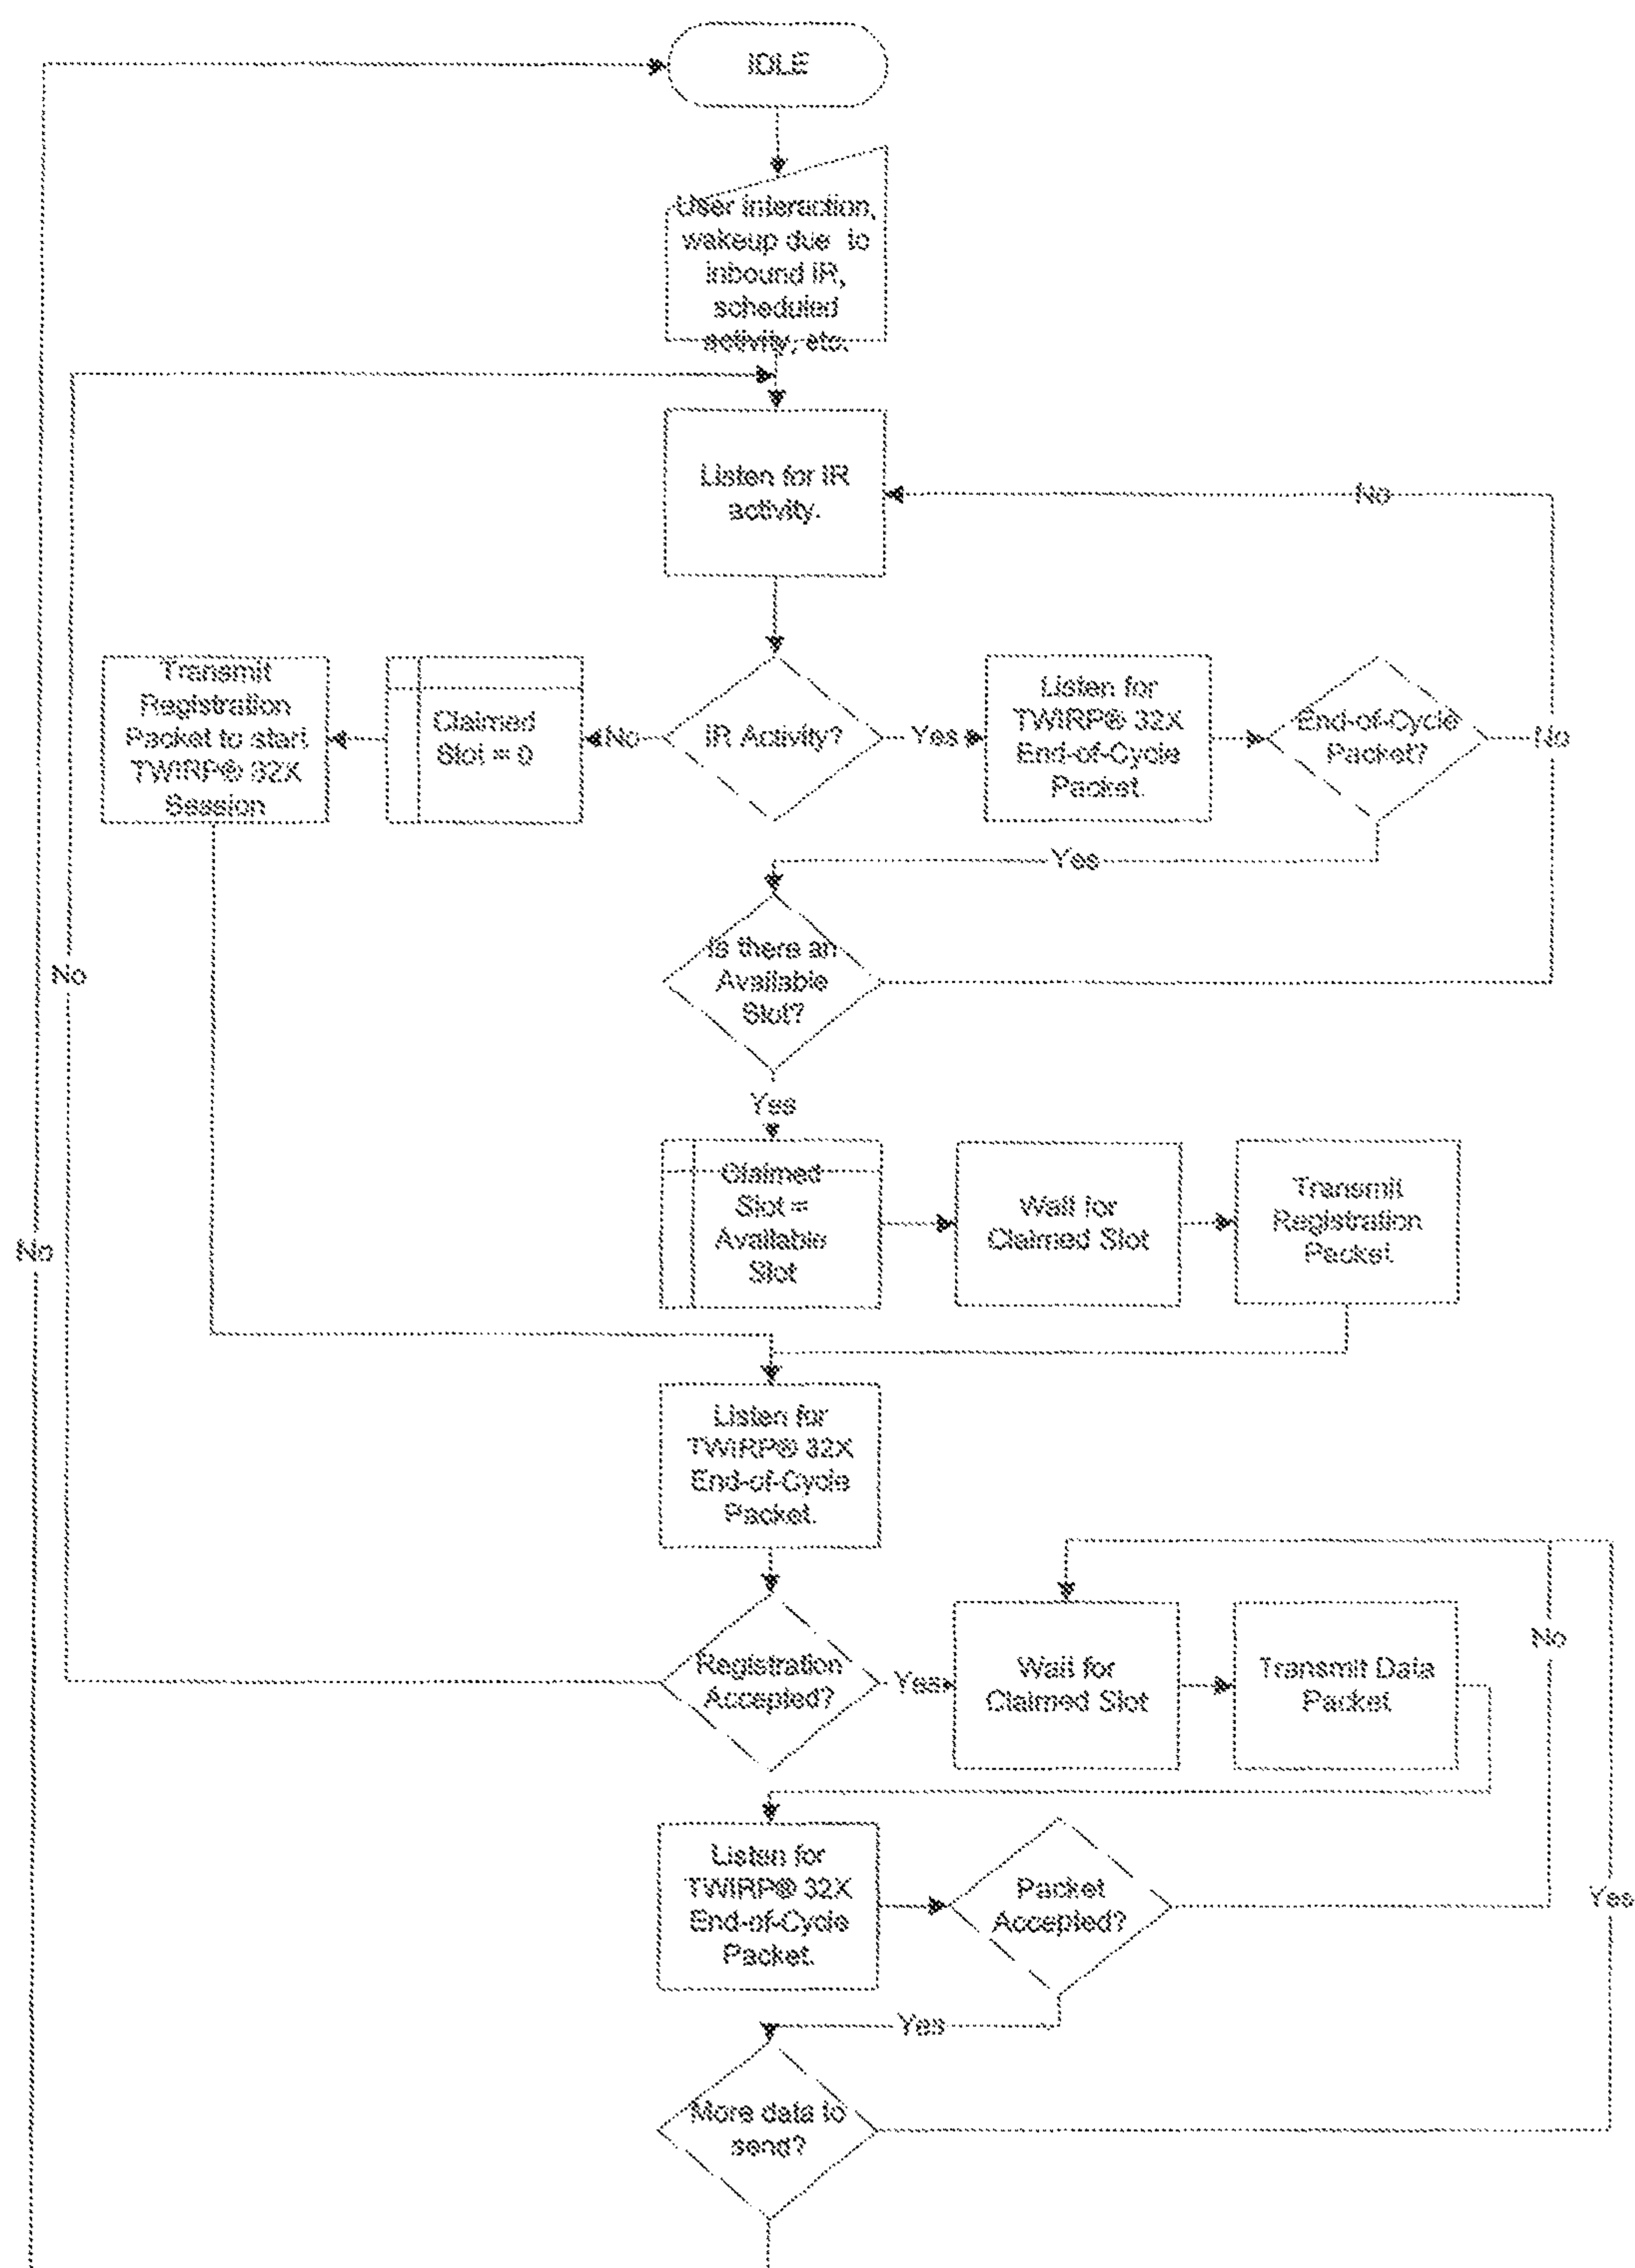 IDLE
User interaction,
wakeup due to
inbound IR,
scheduled
activity, etc.
Listen for IR
activity.
No
Transmit
Registration
Packet to start
TWIRP® 32X
Session
Claimed
Slot = 0
No
IR Activity?
Yes
Listen for
TWIRP® 32X
End-of-Cycle
Packet.
End-of-Cycle
Packet?
No
Yes
Is there an
Available
Slot?
No
Yes
Claimed
Slot =
Available
Slot
Wait for
Claimed Slot
Transmit
Registration
Packet.
No
Listen for
TWIRP® 32X
End-of-Cycle
Packet.
Registration
Accepted?
Yes
Wait for
Claimed Slot
Transmit Data
Packet.
No
Listen for
TWIRP® 32X
End-of-Cycle
Packet.
Packet
Accepted?
Yes
Yes
More data to
send?